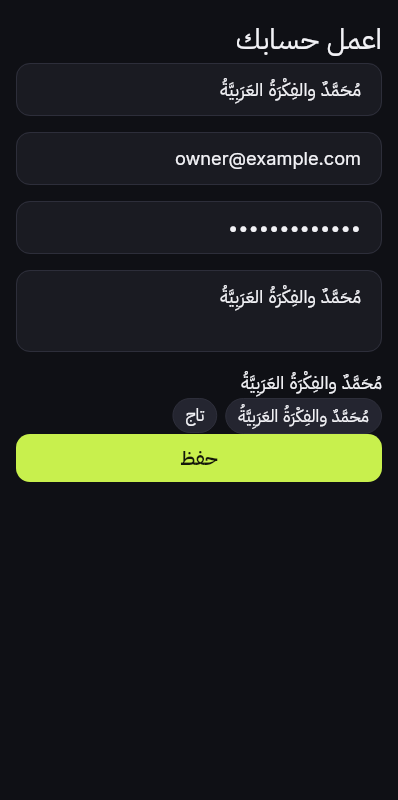 اعمل حسابك
مُحَمَّدٌ والفِكْرَةُ العَرَبِيَّةُ
owner@example.com
•••••••••••••
مُحَمَّدٌ والفِكْرَةُ العَرَبِيَّةُ
مُحَمَّدٌ والفِكْرَةُ العَرَبِيَّةُ
مُحَمَّدٌ والفِكْرَةُ العَرَبِيَّةُ تاج
حفظ